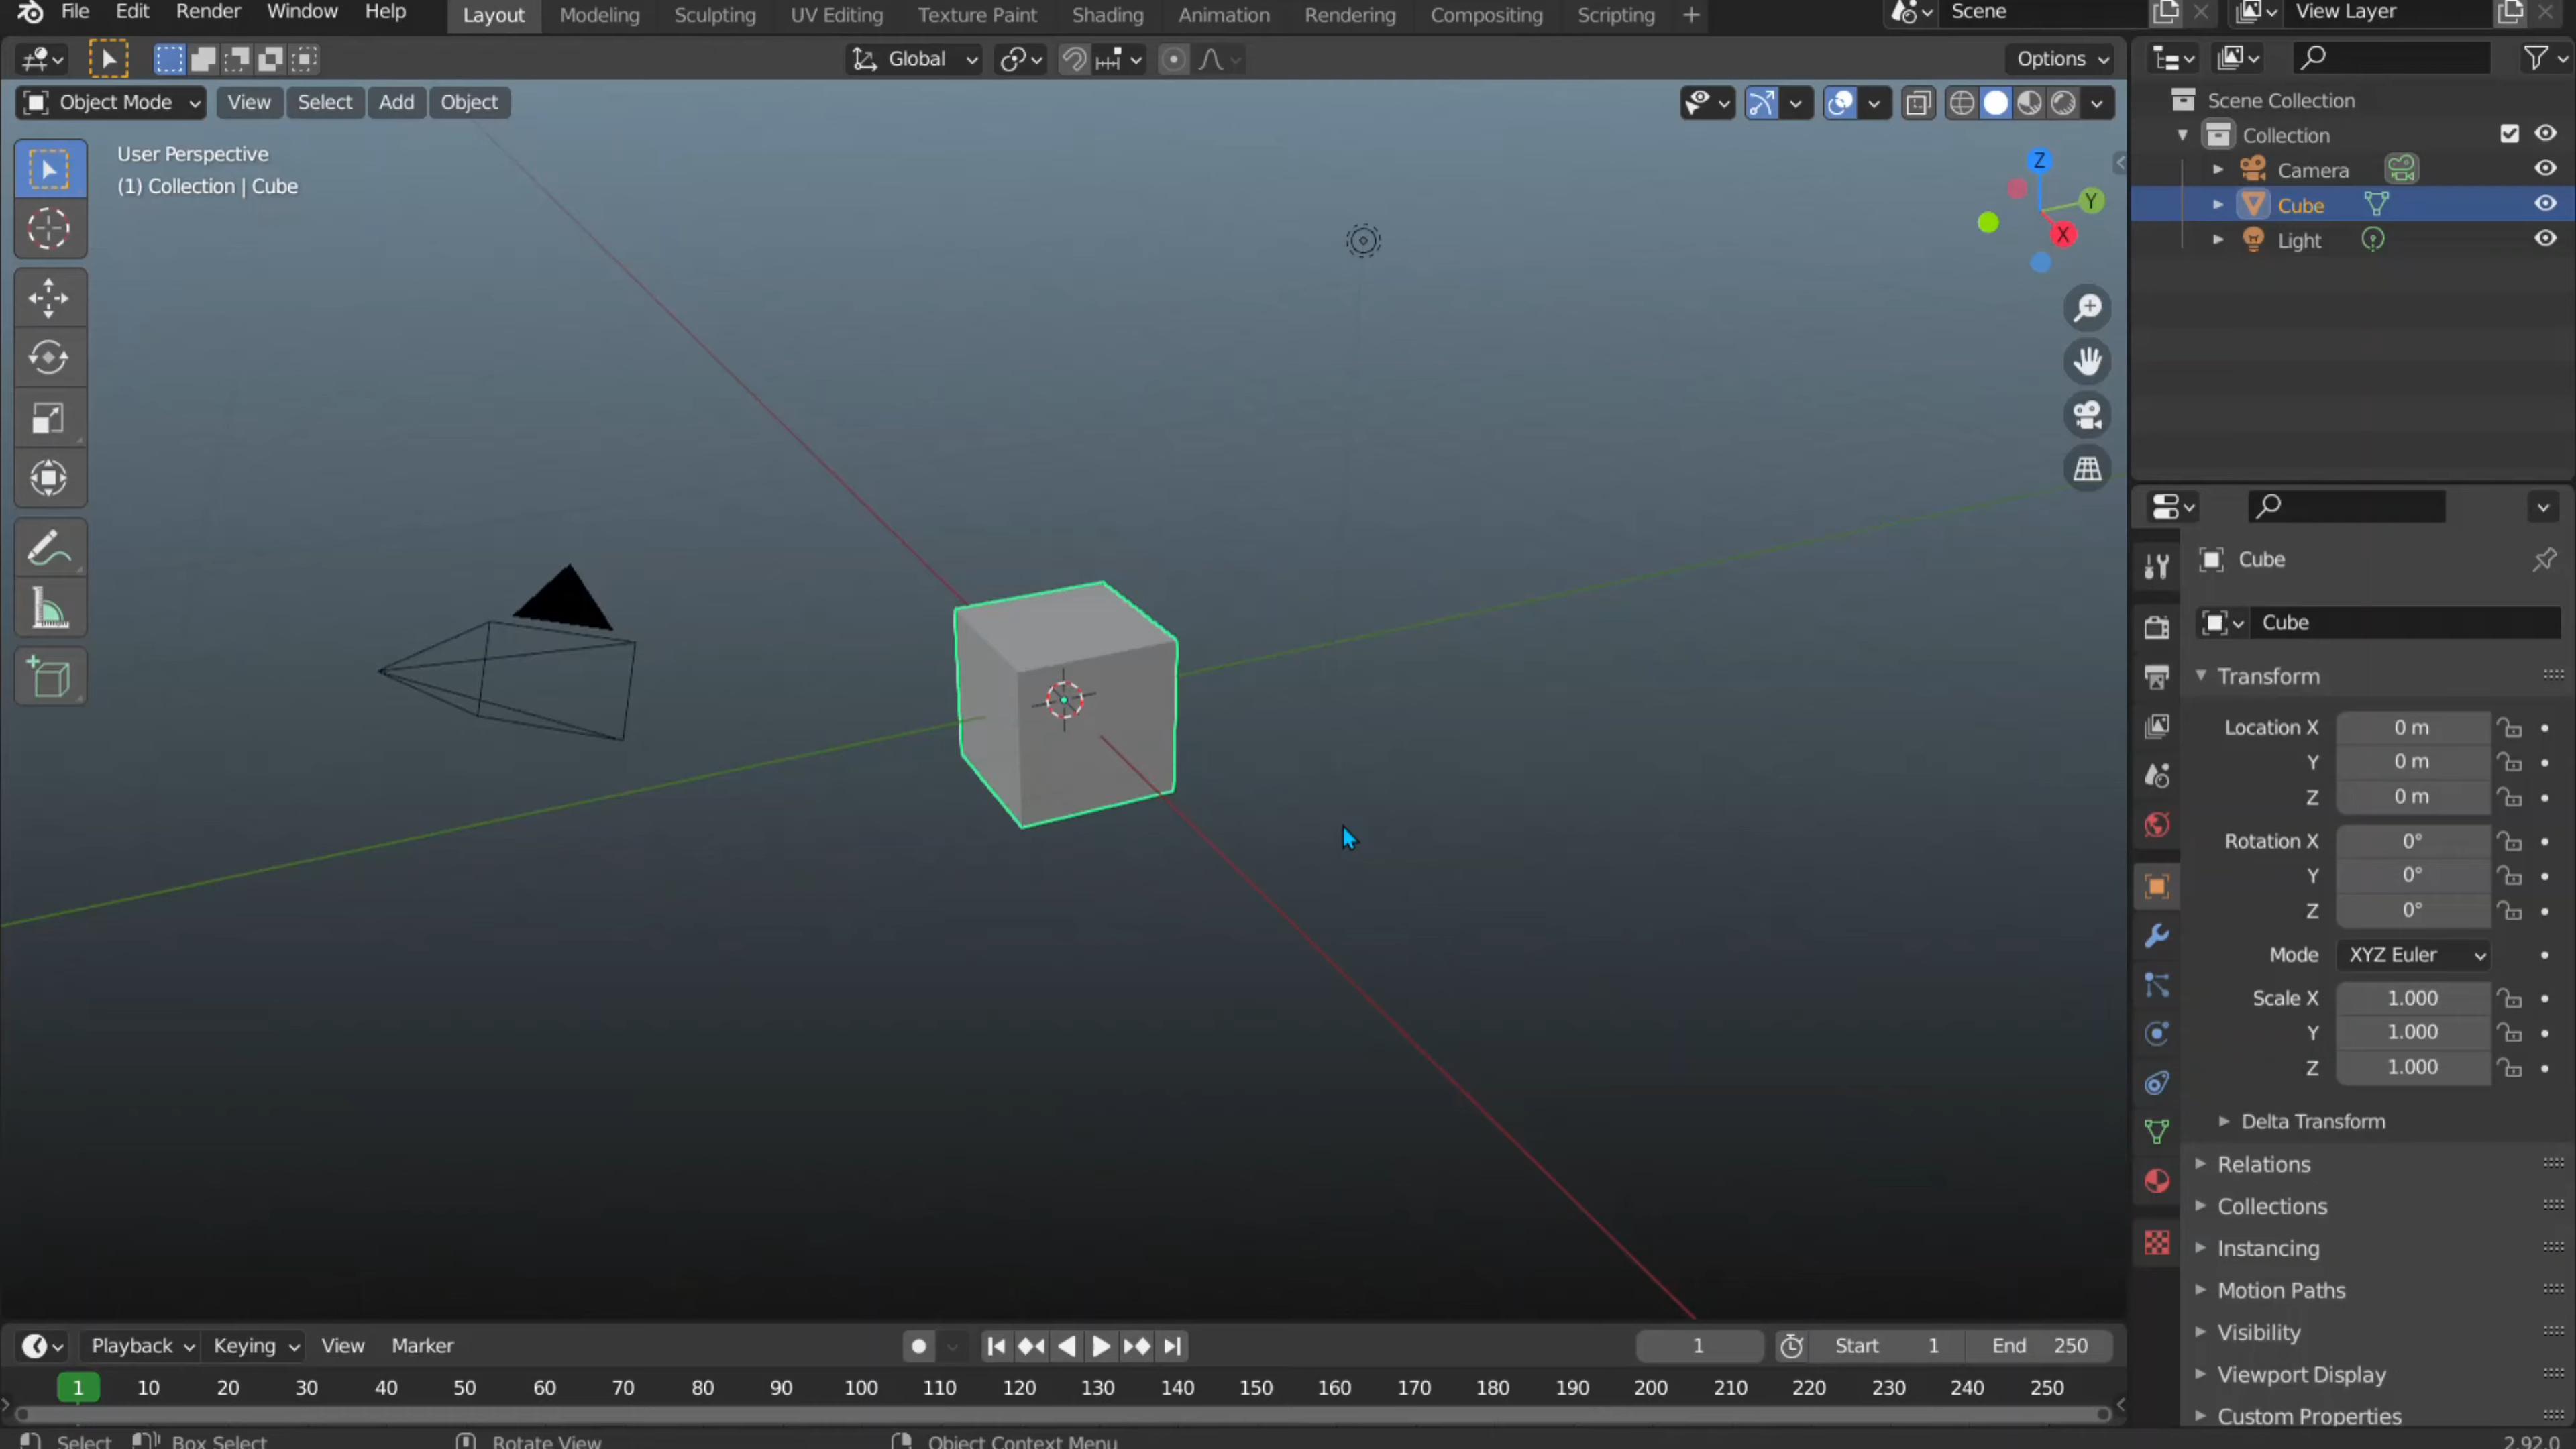 File Edit Render Window Help Layout Modeling Sculpting UV Editing Texture Paint Shading Animation Rendering Compositing Scripting + Scene View Layer
Global Options
Object Mode View Select Add Object
User Perspective
(1) Collection | Cube
Z
Y
X
Scene Collection
Collection
Camera
Cube
Light
Cube
Cube
Transform
Location X 0 m
Y 0 m
Z 0 m
Rotation X 0°
Y 0°
Z 0°
Mode XYZ Euler
Scale X 1.000
Y 1.000
Z 1.000
Delta Transform
Relations
Collections
Instancing
Motion Paths
Visibility
Viewport Display
Custom Properties
Playback Keying View Marker 1 Start 1 End 250
1 10 20 30 40 50 60 70 80 90 100 110 120 130 140 150 160 170 180 190 200 210 220 230 240 250
Select Box Select Rotate View Object Context Menu 2.92.0